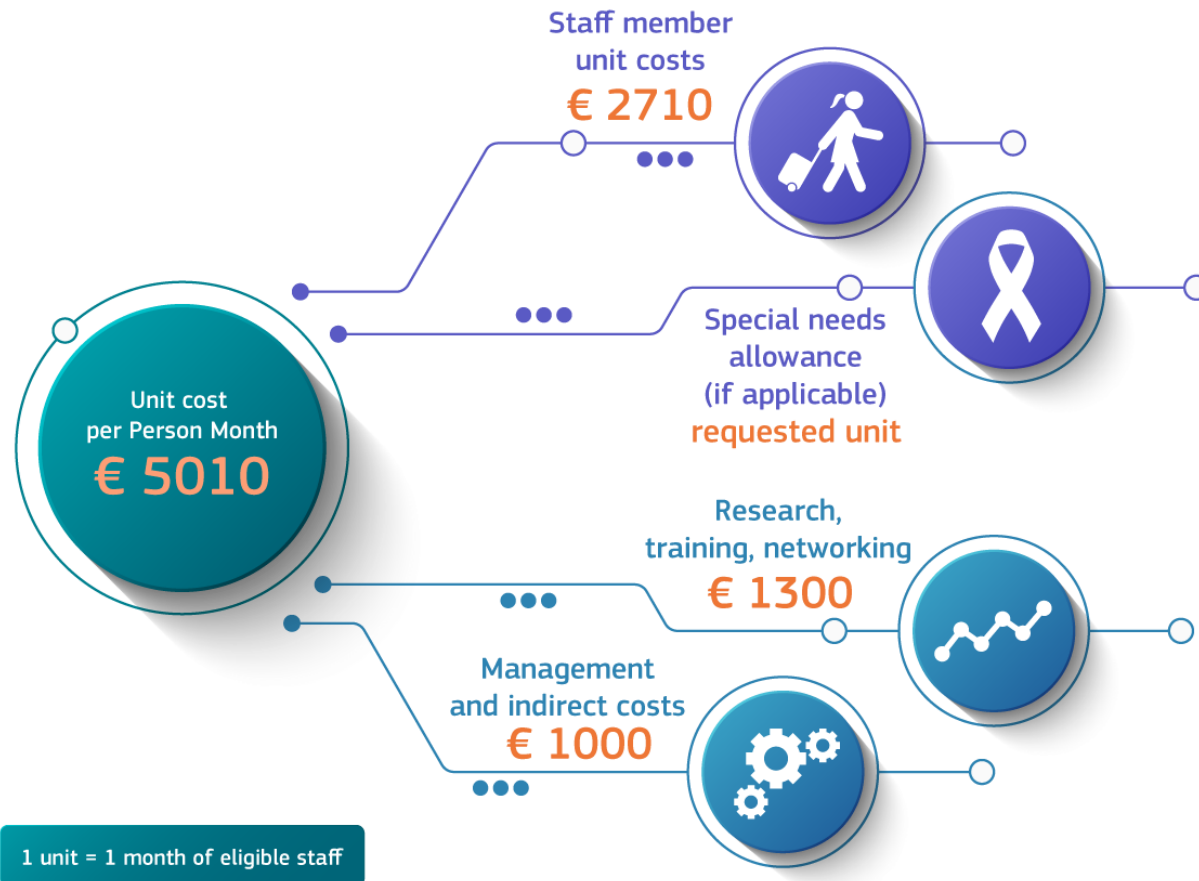 Staff member
unit costs
€ 2710
Special needs
allowance
(if applicable)
requested unit
Unit cost
per Person Month
€ 5010
Research,
training, networking
€ 1300
Management
and indirect costs
€ 1000
1 unit = 1 month of eligible staff